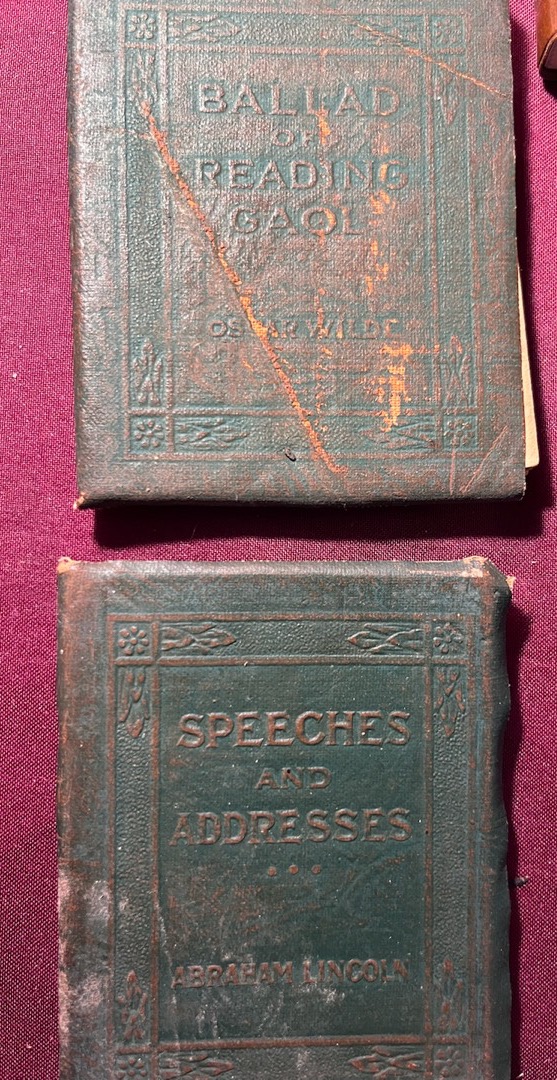 BALLAD
OF
READING
GAOL
OSCAR WILDE
SPEECHES
AND
ADDRESSES
ABRAHAM LINCOLN